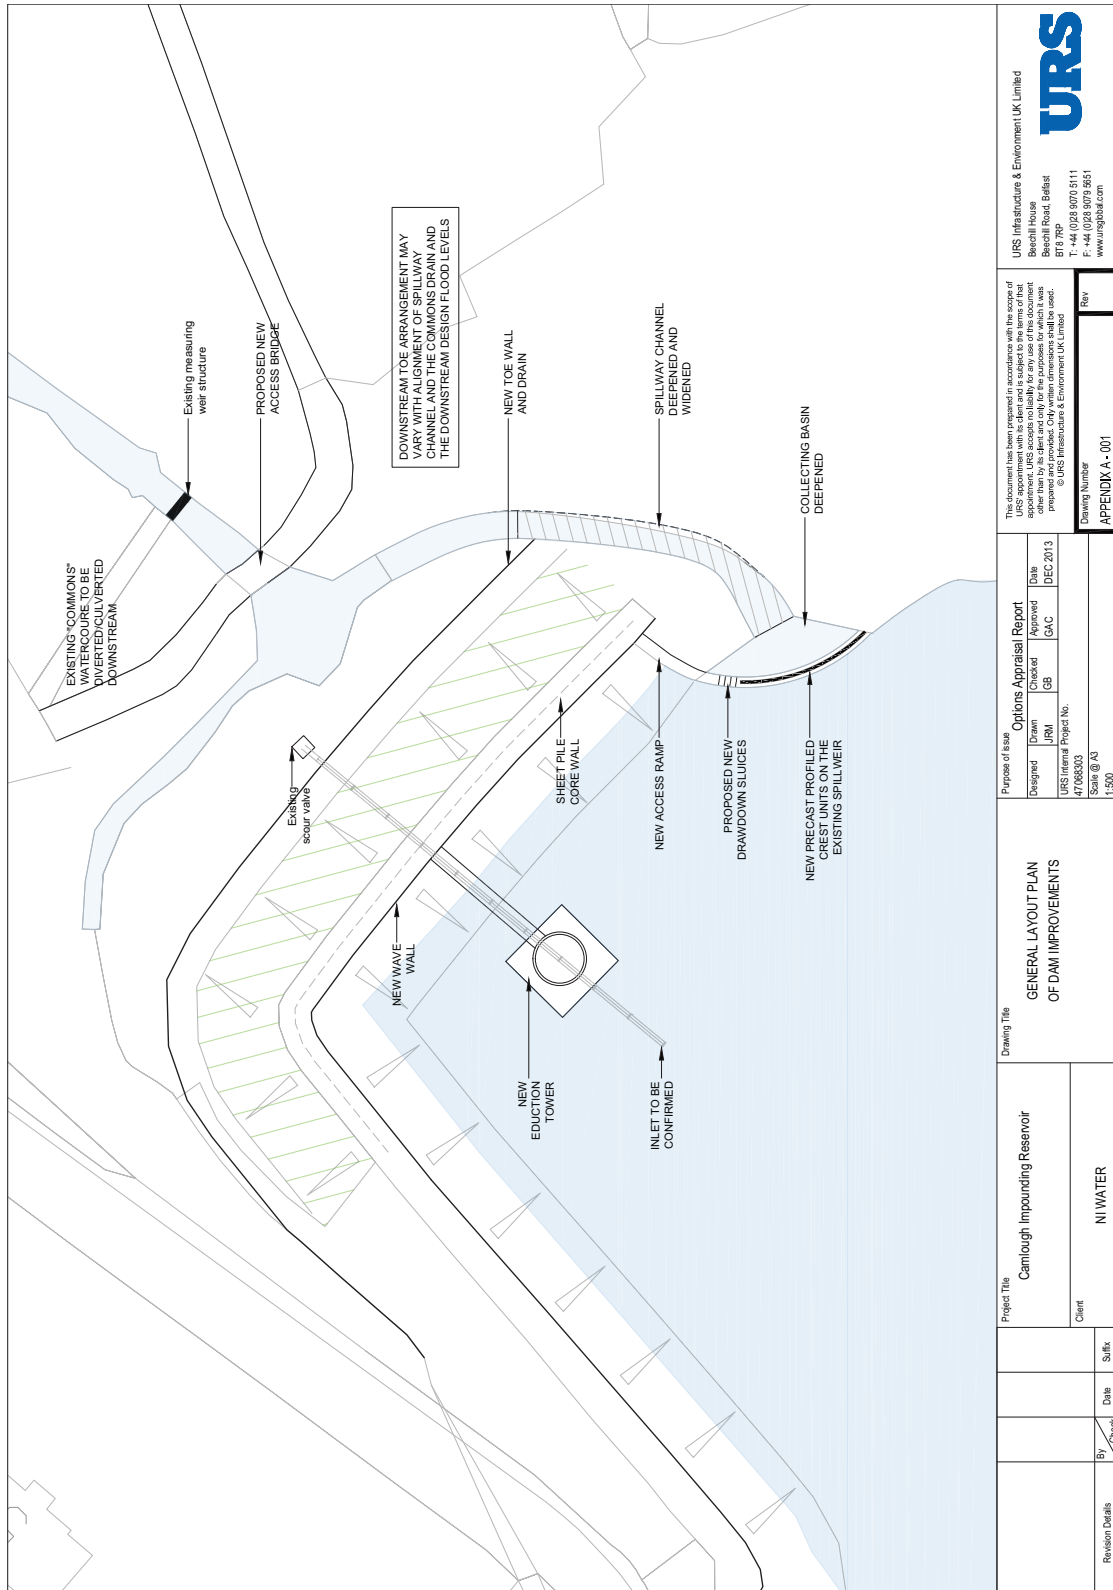 EXISTING "COMMONS"
WATERCOURE TO BE
DIVERTED/CULVERTED
DOWNSTREAM
Existing measuring
weir structure
PROPOSED NEW
ACCESS BRIDGE
DOWNSTREAM TOE ARRANGEMENT MAY
VARY WITH ALIGNMENT OF SPILLWAY
CHANNEL AND THE COMMONS DRAIN AND
THE DOWNSTREAM DESIGN FLOOD LEVELS
Existing
scour valve
NEW TOE WALL
AND DRAIN
SPILLWAY CHANNEL
DEEPENED AND
WIDENED
COLLECTING BASIN
DEEPENED
NEW WAVE
WALL
SHEET PILE
CORE WALL
NEW ACCESS RAMP
PROPOSED NEW
DRAWDOWN SLUICES
NEW PRECAST PROFILED
CREST UNITS ON THE
EXISTING SPILLWEIR
NEW
EDUCTION
TOWER
INLET TO BE
CONFIRMED
Revision Details
By
Check
Date
Suffix
Project Title
Camlough Impounding Reservoir
Client
NI WATER
Drawing Title
GENERAL LAYOUT PLAN
OF DAM IMPROVEMENTS
Purpose of issue
Options Appraisal Report
Designed
Drawn
JRM
Checked
GB
Approved
GAC
Date
DEC 2013
URS Internal Project No.
47068303
Scale @ A3
1:500
This document has been prepared in accordance with the scope of
URS' appointment with its client and is subject to the terms of that
appointment. URS accepts no liability for any use of this document
other than by its client and only for the purposes for which it was
prepared and provided. Only written dimensions shall be used.
© URS Infrastructure & Environment UK Limited
Drawing Number
APPENDIX A - 001
Rev
URS Infrastructure & Environment UK Limited
Beechill House
Beechill Road, Belfast
BT8 7RP
T: +44 (0)28 9070 5111
F: +44 (0)28 9079 5651
www.ursglobal.com
URS